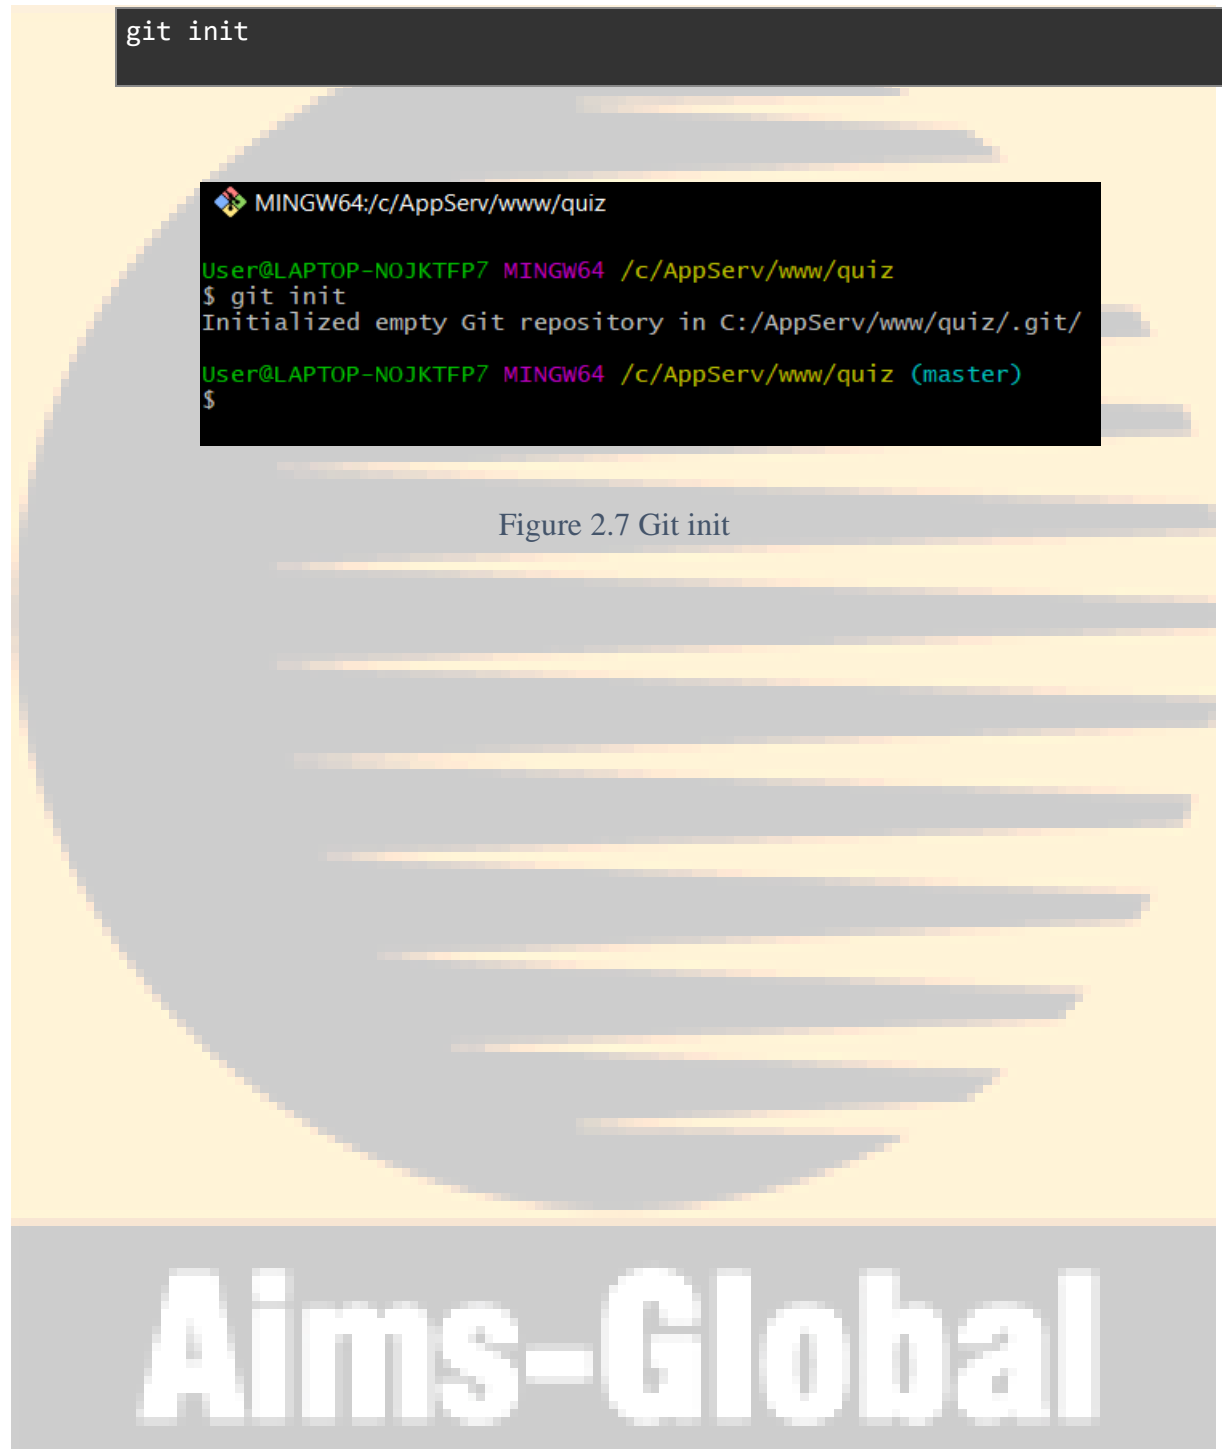 git init
MINGW64:/c/AppServ/www/quiz
User@LAPTOP-NOJKTFP7 MINGW64 /c/AppServ/www/quiz
$ git init
Initialized empty Git repository in C:/AppServ/www/quiz/.git/
User@LAPTOP-NOJKTFP7 MINGW64 /c/AppServ/www/quiz (master)
$
Figure 2.7 Git init
Aims-Global